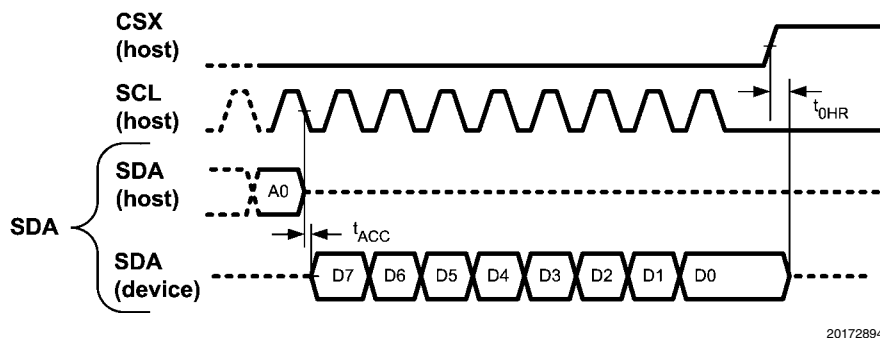 CSX
(host)
SCL
(host)
t0HR
SDA
(host)
A0
SDA
tACC
SDA
(device)
D7 D6 D5 D4 D3 D2 D1 D0
20172894